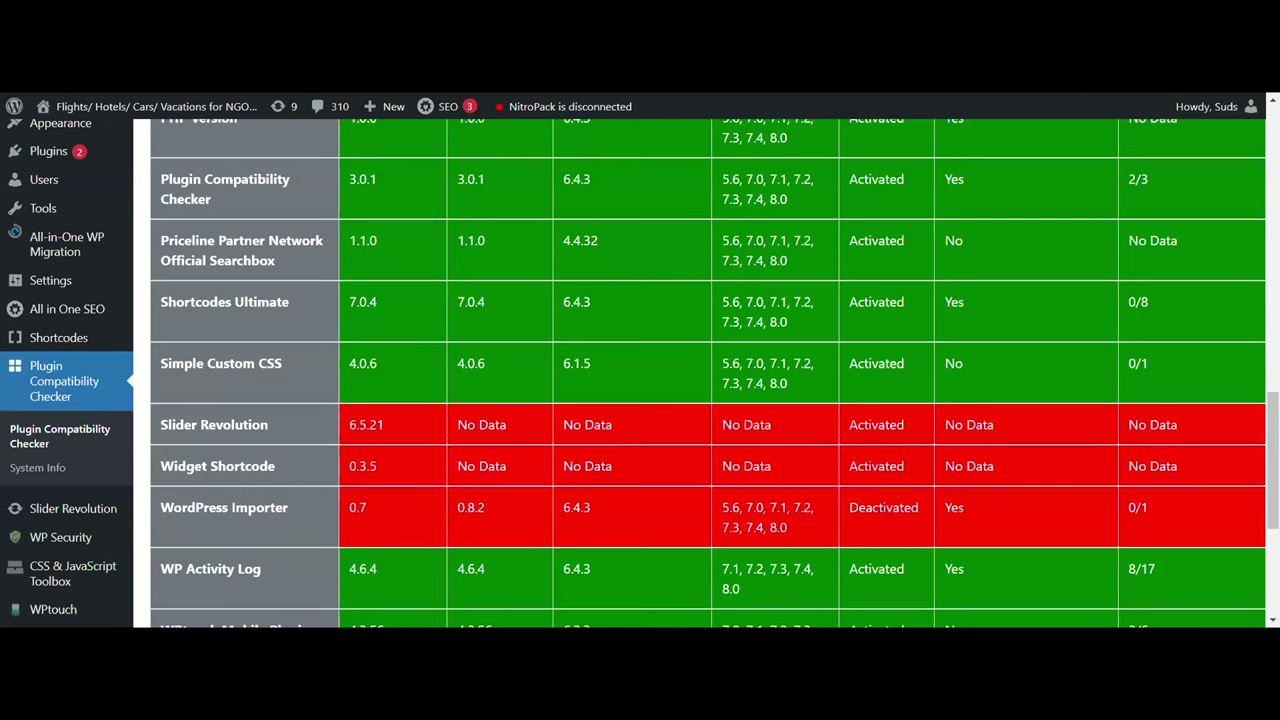 Flights/ Hotels/ Cars/ Vacations for NGO... 9 310 New SEO 3 NitroPack is disconnected Howdy, Suds
Appearance
Plugins 2
Users
Tools
All-in-One WP
Migration
Settings
All in One SEO
Shortcodes
Plugin
Compatibility
Checker
Plugin Compatibility
Checker
System Info
Slider Revolution
WP Security
CSS & JavaScript
Toolbox
WPtouch
7.3, 7.4, 8.0
Plugin Compatibility 3.0.1 3.0.1 6.4.3 5.6, 7.0, 7.1, 7.2, Activated Yes 2/3
Checker 7.3, 7.4, 8.0
Priceline Partner Network 1.1.0 1.1.0 4.4.32 5.6, 7.0, 7.1, 7.2, Activated No No Data
Official Searchbox 7.3, 7.4, 8.0
Shortcodes Ultimate 7.0.4 7.0.4 6.4.3 5.6, 7.0, 7.1, 7.2, Activated Yes 0/8
7.3, 7.4, 8.0
Simple Custom CSS 4.0.6 4.0.6 6.1.5 5.6, 7.0, 7.1, 7.2, Activated No 0/1
7.3, 7.4, 8.0
Slider Revolution 6.5.21 No Data No Data No Data Activated No Data No Data
Widget Shortcode 0.3.5 No Data No Data No Data Activated No Data No Data
WordPress Importer 0.7 0.8.2 6.4.3 5.6, 7.0, 7.1, 7.2, Deactivated Yes 0/1
7.3, 7.4, 8.0
WP Activity Log 4.6.4 4.6.4 6.4.3 7.1, 7.2, 7.3, 7.4, Activated Yes 8/17
8.0